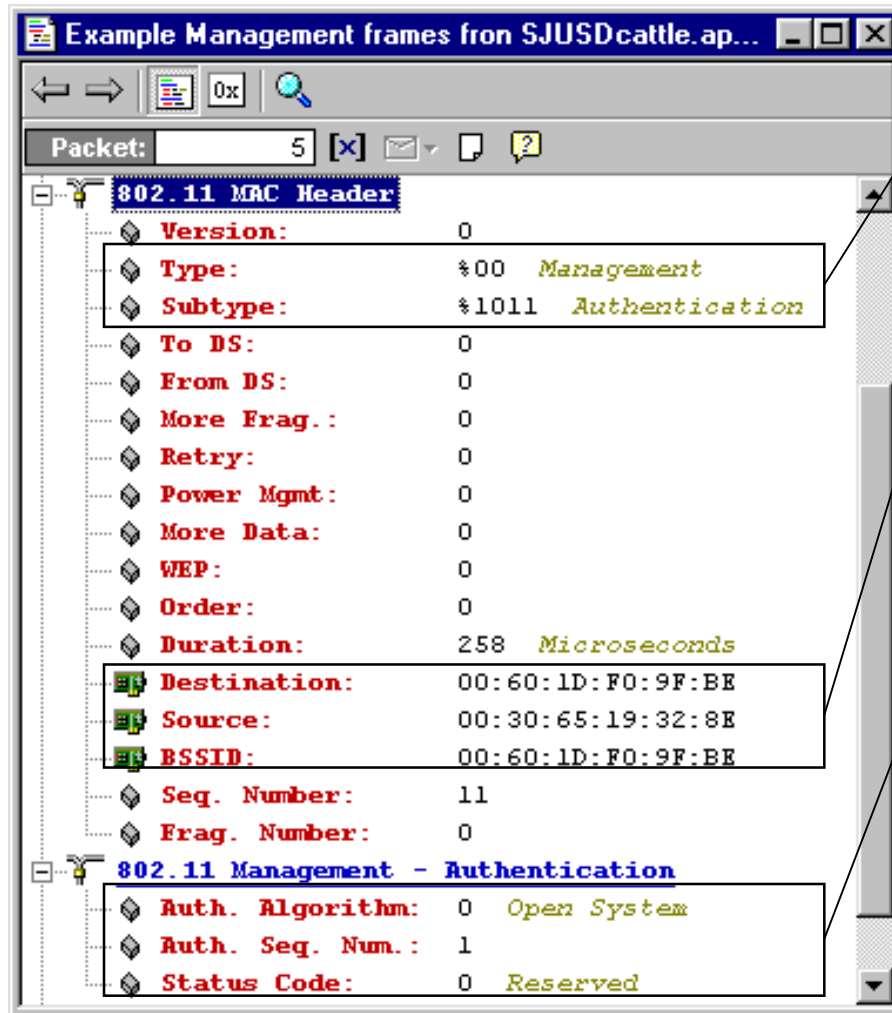 Example Management frames fron SJUSDcattle.ap...
0x
Packet: 5 [x]
802.11 MAC Header
Version: 0
Type: %00 Management
Subtype: %1011 Authentication
To DS: 0
From DS: 0
More Frag.: 0
Retry: 0
Power Mgmt: 0
More Data: 0
WEP: 0
Order: 0
Duration: 258 Microseconds
Destination: 00:60:1D:F0:9F:BE
Source: 00:30:65:19:32:8E
BSSID: 00:60:1D:F0:9F:BE
Seq. Number: 11
Frag. Number: 0
802.11 Management - Authentication
Auth. Algorithm: 0 Open System
Auth. Seq. Num.: 1
Status Code: 0 Reserved